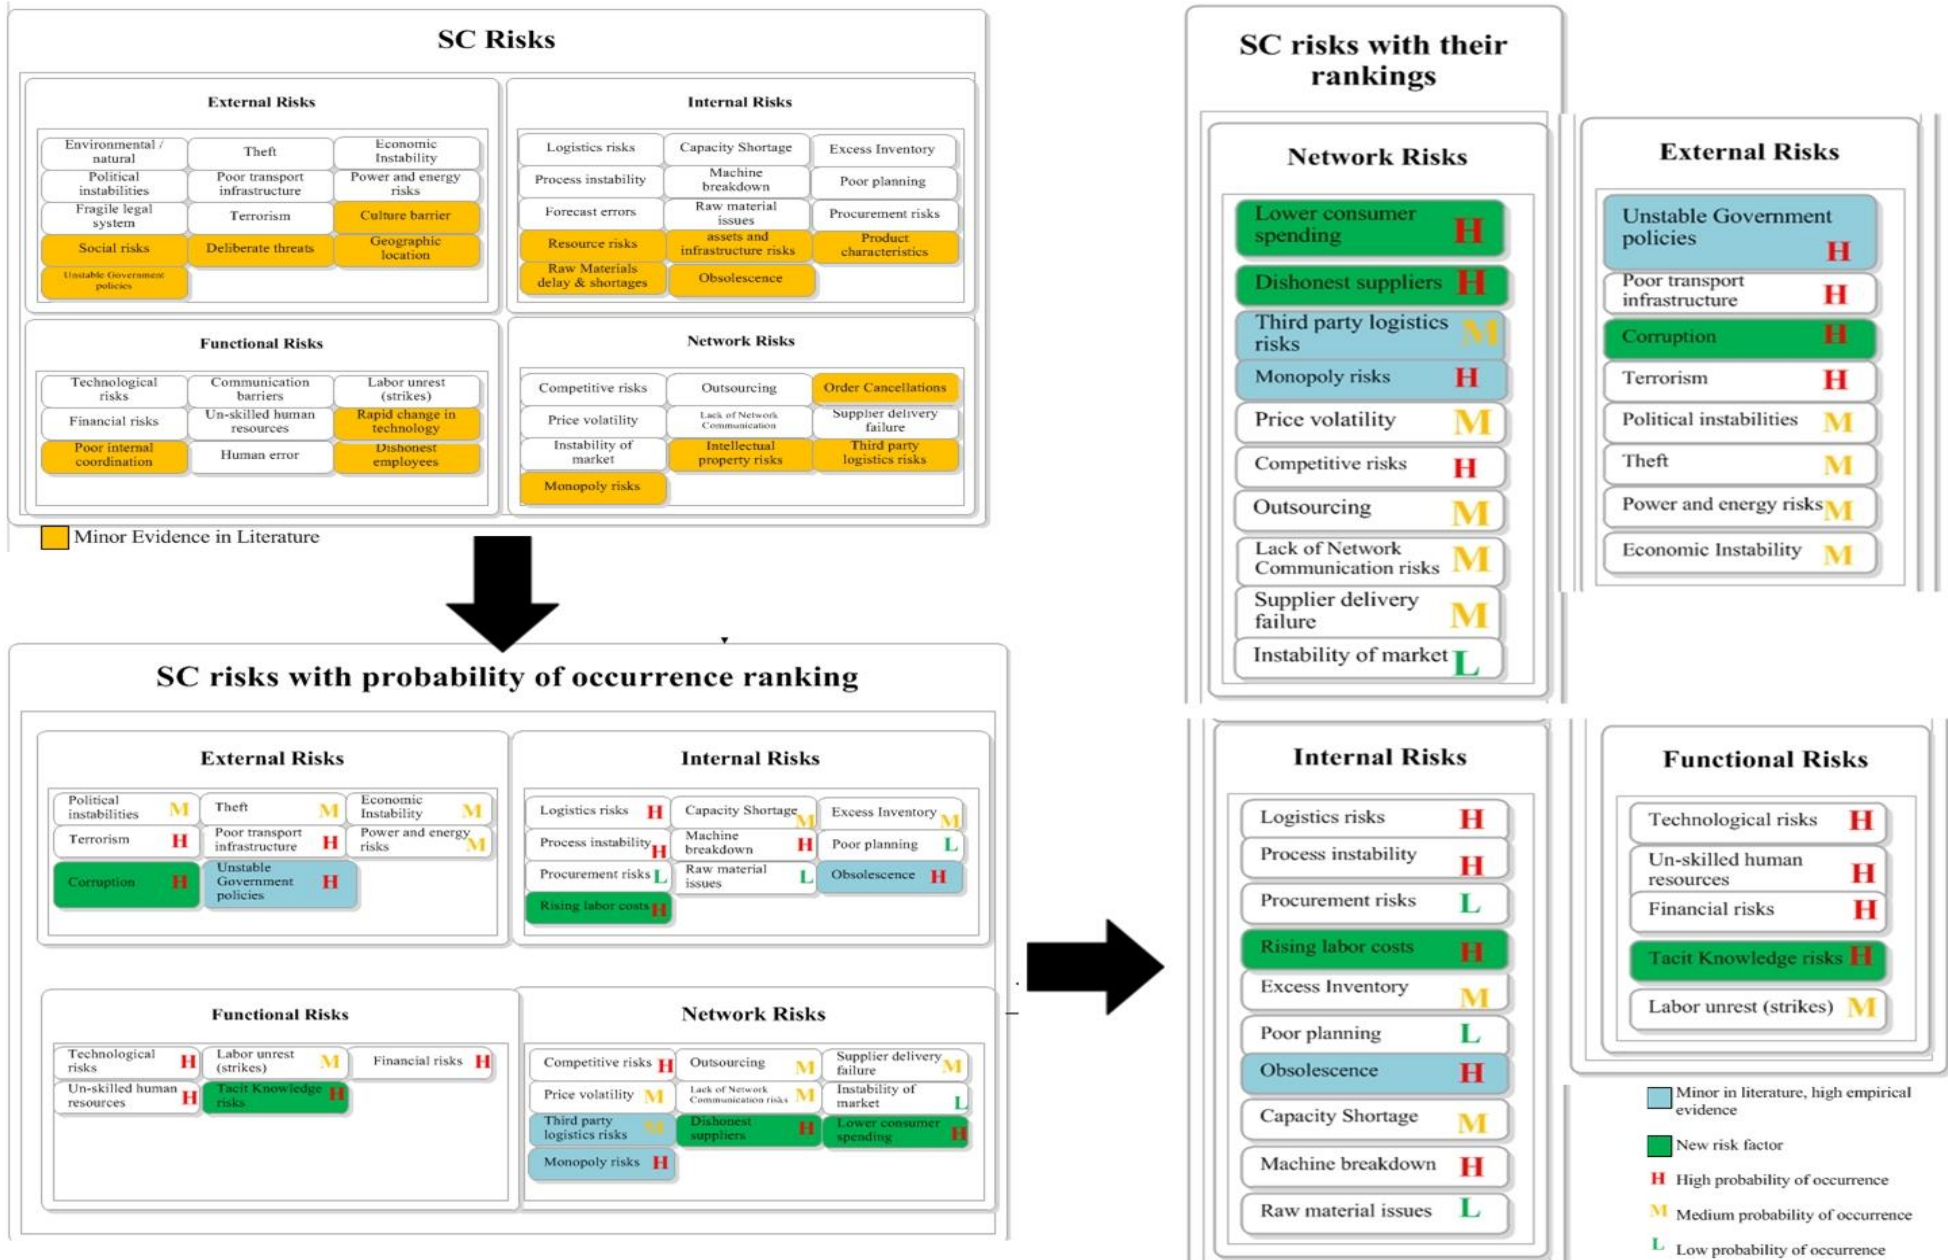 SC Risks
External Risks
Environmental /
natural
Theft
Economic
Instability
Political
instabilities
Poor transport
infrastructure
Power and energy
risks
Fragile legal
system
Terrorism
Culture barrier
Social risks
Deliberate threats
Geographic
location
Unstable Government
policies
Internal Risks
Logistics risks
Capacity Shortage
Excess Inventory
Process instability
Machine
breakdown
Poor planning
Forecast errors
Raw material
issues
Procurement risks
Resource risks
assets and
infrastructure risks
Product
characteristics
Raw Materials
delay & shortages
Obsolescence
Functional Risks
Technological
risks
Communication
barriers
Labor unrest
(strikes)
Financial risks
Un-skilled human
resources
Rapid change in
technology
Poor internal
coordination
Human error
Dishonest
employees
Network Risks
Competitive risks
Outsourcing
Order Cancellations
Price volatility
Lack of Network
Communication
Supplier delivery
failure
Instability of
market
Intellectual
property risks
Third party
logistics risks
Monopoly risks
Minor Evidence in Literature
SC risks with probability of occurrence ranking
External Risks
Political
instabilities M
Theft M
Economic
Instability M
Terrorism H
Poor transport
infrastructure H
Power and energy
risks M
Corruption H
Unstable
Government H
policies
Internal Risks
Logistics risks H
Capacity Shortage M
Excess Inventory M
Process instability H
Machine
breakdown H
Poor planning L
Procurement risks L
Raw material
issues L
Obsolescence H
Rising labor costs H
Functional Risks
Technological
risks H
Labor unrest
(strikes) M
Financial risks H
Un-skilled human
resources H
Tacit Knowledge
risks H
Network Risks
Competitive risks H
Outsourcing M
Supplier delivery
failure M
Price volatility M
Lack of Network
Communication risks M
Instability of
market L
Third party
logistics risks M
Dishonest
suppliers H
Lower consumer
spending H
Monopoly risks H
SC risks with their
rankings
Network Risks
Lower consumer
spending H
Dishonest suppliers H
Third party logistics
risks M
Monopoly risks H
Price volatility M
Competitive risks H
Outsourcing M
Lack of Network
Communication risks M
Supplier delivery
failure M
Instability of market L
External Risks
Unstable Government
policies H
Poor transport
infrastructure H
Corruption H
Terrorism H
Political instabilities M
Theft M
Power and energy risks M
Economic Instability M
Internal Risks
Logistics risks H
Process instability H
Procurement risks L
Rising labor costs H
Excess Inventory M
Poor planning L
Obsolescence H
Capacity Shortage M
Machine breakdown H
Raw material issues L
Functional Risks
Technological risks H
Un-skilled human
resources H
Financial risks H
Tacit Knowledge risks H
Labor unrest (strikes) M
Minor in literature, high empirical
evidence
New risk factor
H High probability of occurrence
M Medium probability of occurrence
L Low probability of occurrence